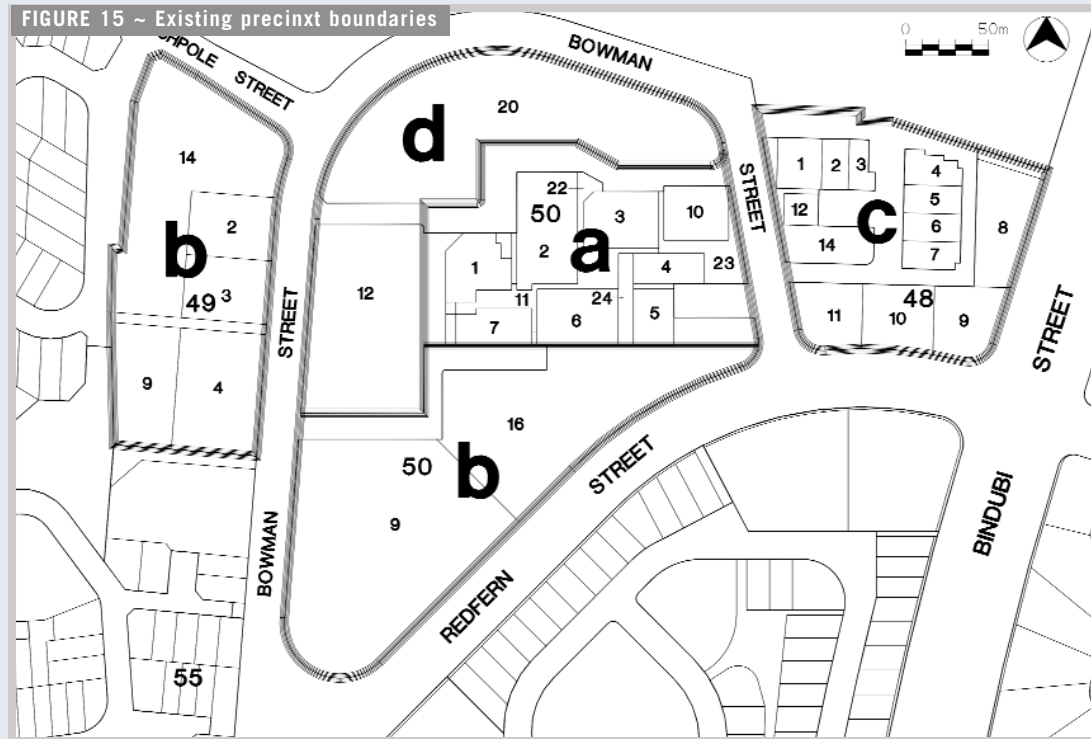 FIGURE 15 ~ Existing precinxt boundaries
0 50m
BOWMAN
STREET
CHPOLE STREET
20
d
14
b
2
49
3
9
4
STREET
BOWMAN
12
22
50
2
3
10
a
1
11
4
23
24
7
6
5
1
2
3
4
5
6
7
8
12
c
14
48
11
10
9
16
50
b
9
REDFERN STREET
BINDUBI STREET
55